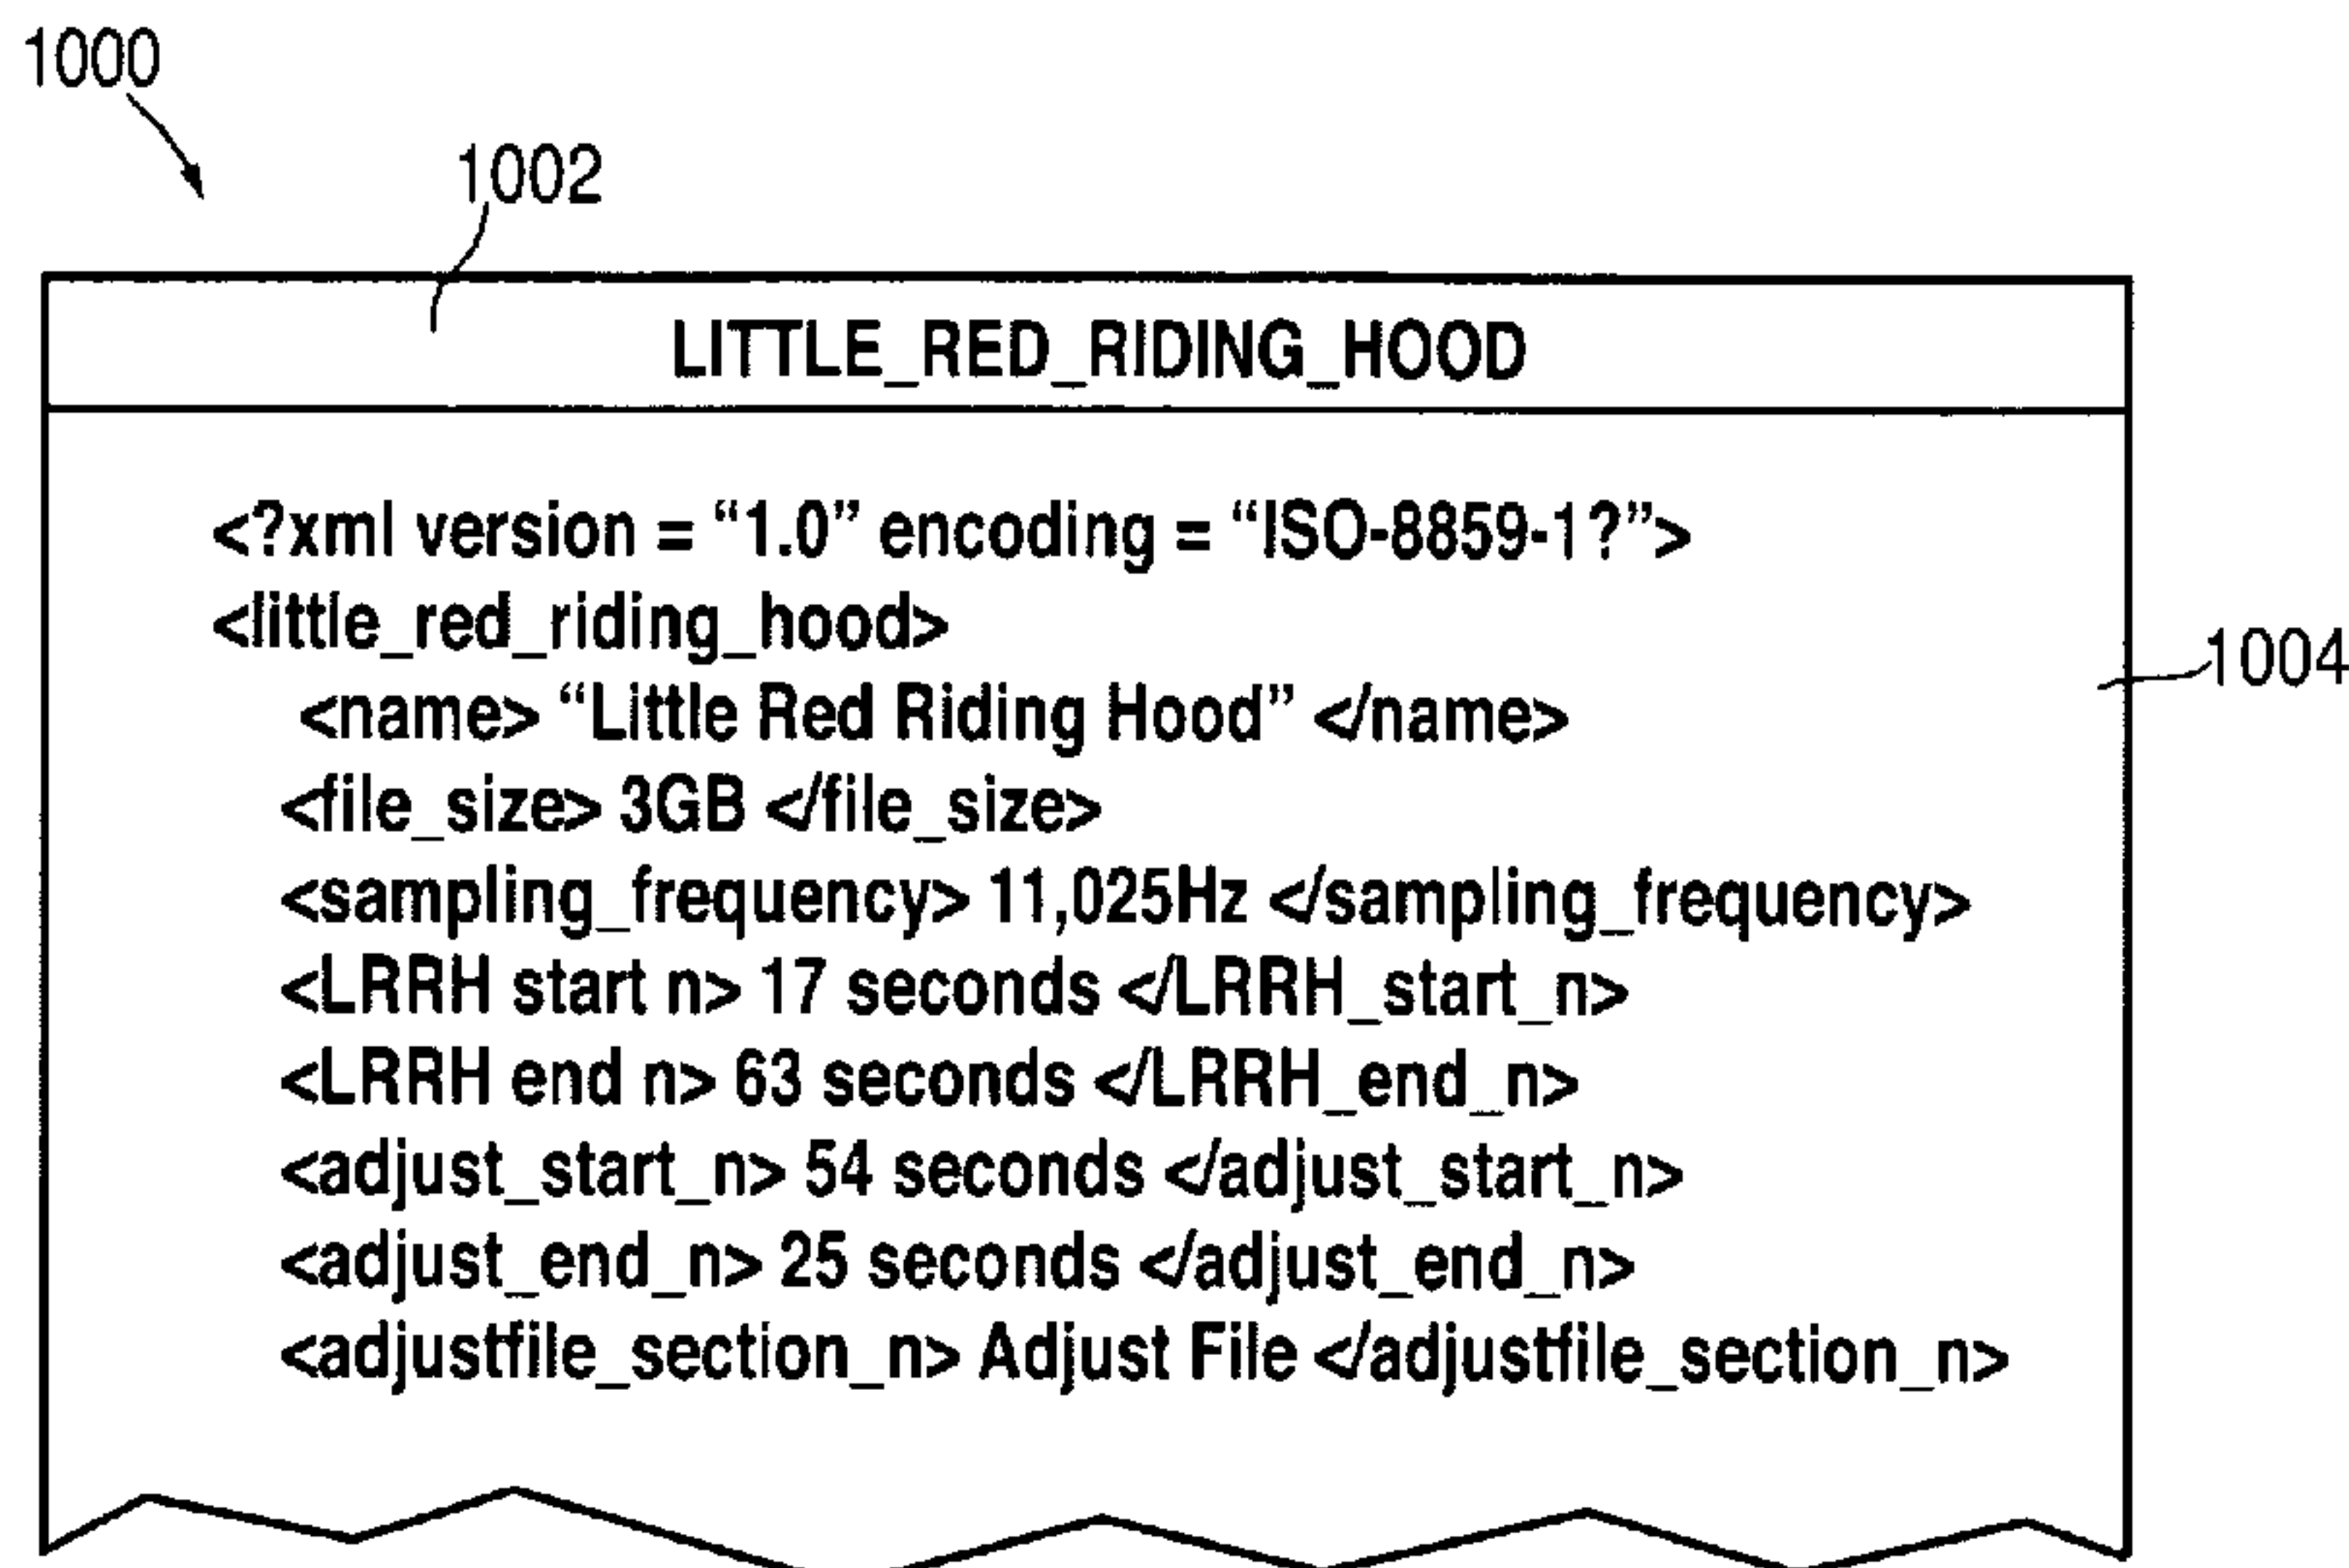 1000
1002
LITTLE_RED_RIDING_HOOD
<?xml version = “1.0” encoding = “ISO-8859-1?”>
<little_red_riding_hood>
<name> “Little Red Riding Hood” </name>
<file_size> 3GB </file_size>
<sampling_frequency> 11,025Hz </sampling_frequency>
<LRRH start n> 17 seconds </LRRH_start_n>
<LRRH end n> 63 seconds </LRRH_end_n>
<adjust_start_n> 54 seconds </adjust_start_n>
<adjust_end_n> 25 seconds </adjust_end_n>
<adjustfile_section_n> Adjust File </adjustfile_section_n>
1004